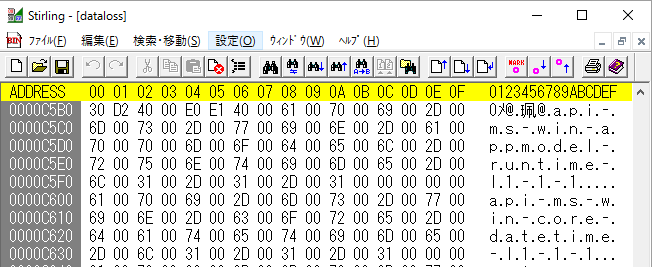 Stirling - [dataloss]
ﾌｧｲﾙ(F) 編集(E) 検索・移動(S) 設定(O) ｳｨﾝﾄﾞｳ(W) ﾍﾙﾌﾟ(H)
ADDRESS 00 01 02 03 04 05 06 07 08 09 0A 0B 0C 0D 0E 0F 0123456789ABCDEF
0000C5B0 30 D2 40 00 E0 E1 40 00 61 00 70 00 69 00 2D 00 0ﾒ@.珮@.a.p.i.-.
0000C5C0 6D 00 73 00 2D 00 77 00 69 00 6E 00 2D 00 61 00 m.s.-.w.i.n.-.a.
0000C5D0 70 00 70 00 6D 00 6F 00 64 00 65 00 6C 00 2D 00 p.p.m.o.d.e.l.-.
0000C5E0 72 00 75 00 6E 00 74 00 69 00 6D 00 65 00 2D 00 r.u.n.t.i.m.e.-.
0000C5F0 6C 00 31 00 2D 00 31 00 2D 00 31 00 00 00 00 00 l.1.-.1.-.1.....
0000C600 61 00 70 00 69 00 2D 00 6D 00 73 00 2D 00 77 00 a.p.i.-.m.s.-.w.
0000C610 69 00 6E 00 2D 00 63 00 6F 00 72 00 65 00 2D 00 i.n.-.c.o.r.e.-.
0000C620 64 00 61 00 74 00 65 00 74 00 69 00 6D 00 65 00 d.a.t.e.t.i.m.e.
0000C630 2D 00 6C 00 31 00 2D 00 31 00 2D 00 31 00 00 00 -.l.1.-.1.-.1...